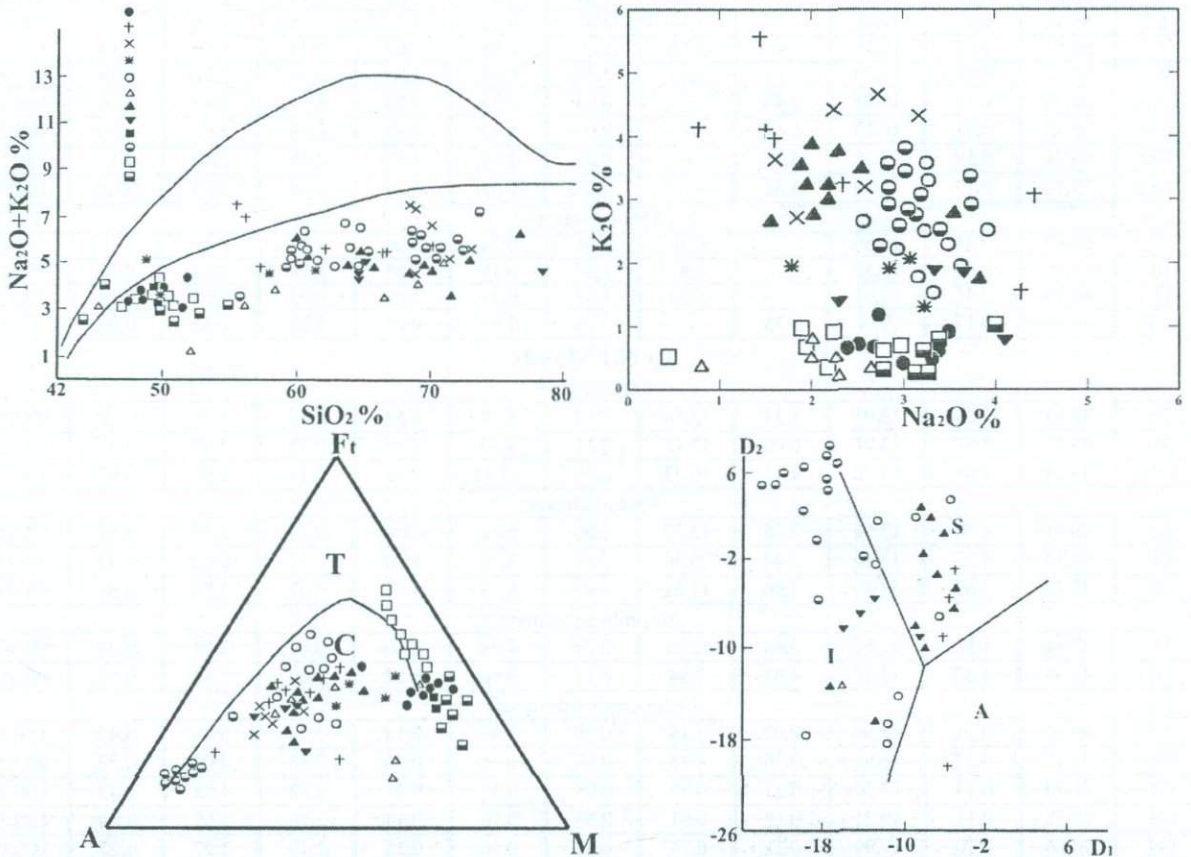 Na₂O+K₂O %
13
11
9
7
5
3
1
42 50 60 70 80
SiO₂ %
K₂O %
6
5
4
3
2
1
0
0 1 2 3 4 5 6
Na₂O %
Ft
T
C
A M
D₂
6
-2
-10
-18
-26
S
I
A
-18 -10 -2 6 D₁